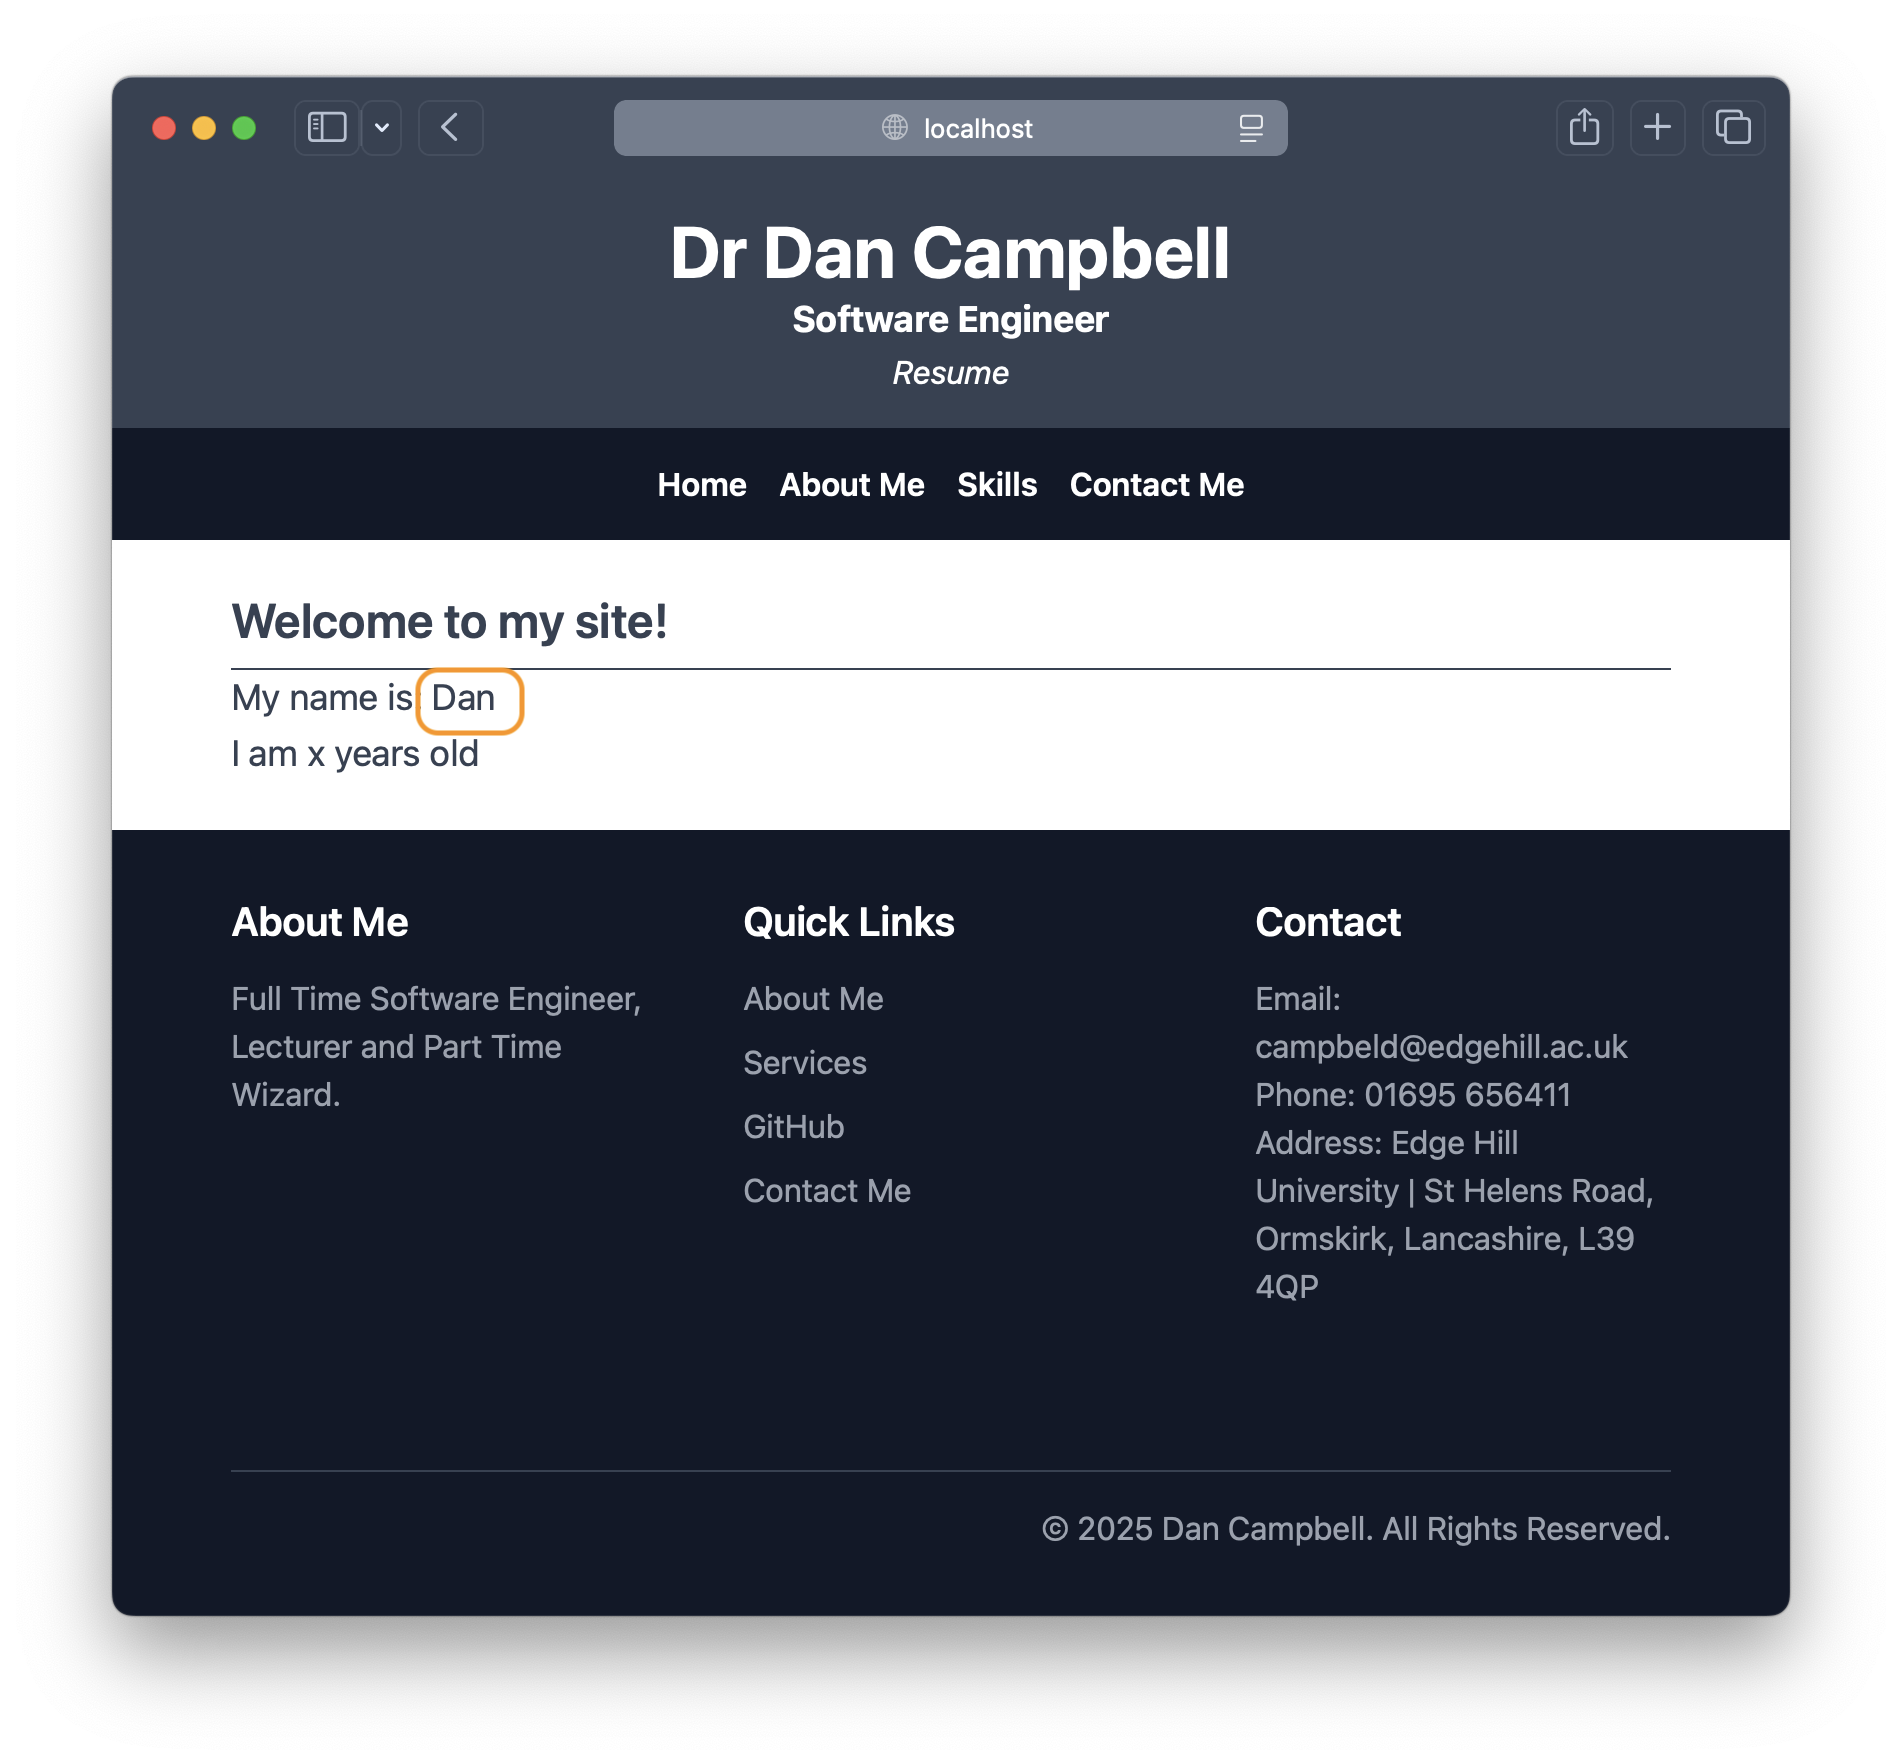 localhost
Dr Dan Campbell
Software Engineer
Resume
Home About Me Skills Contact Me
Welcome to my site!
My name is: Dan
I am x years old
About Me
Full Time Software Engineer,
Lecturer and Part Time
Wizard.
Quick Links
About Me
Services
GitHub
Contact Me
Contact
Email:
campbeld@edgehill.ac.uk
Phone: 01695 656411
Address: Edge Hill
University | St Helens Road,
Ormskirk, Lancashire, L39
4QP
© 2025 Dan Campbell. All Rights Reserved.